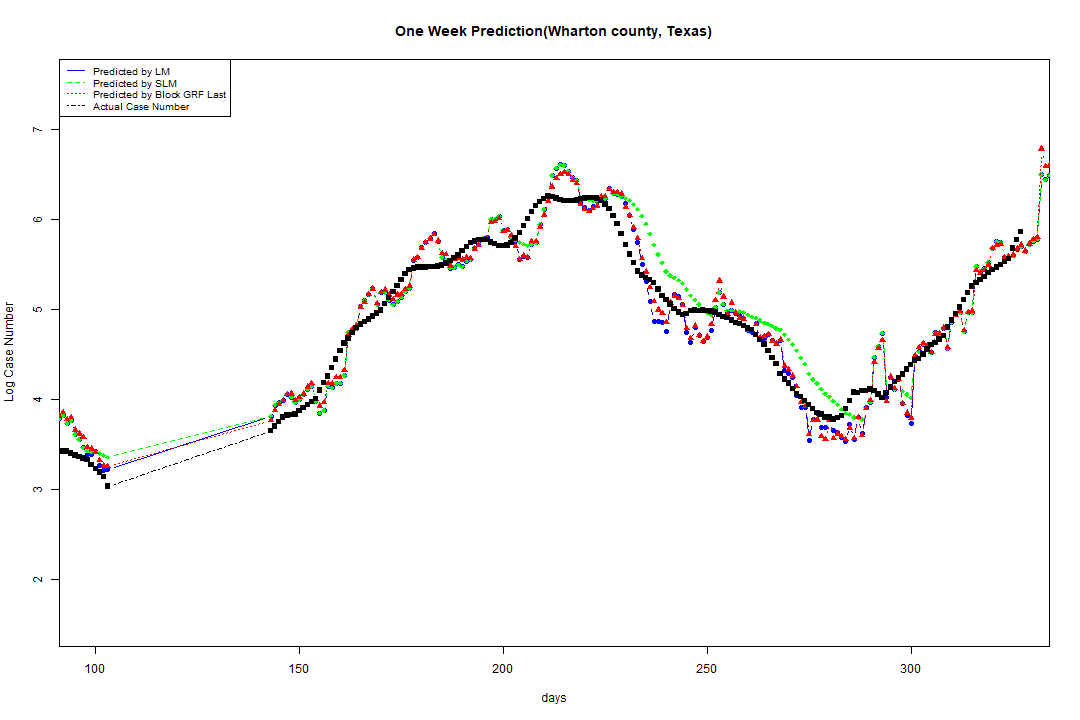 One Week Prediction(Wharton county, Texas)
Predicted by LM
Predicted by SLM
Predicted by Block GRF Last
Actual Case Number
Log Case Number
7
6
5
4
3
2
100 150 200 250 300
days